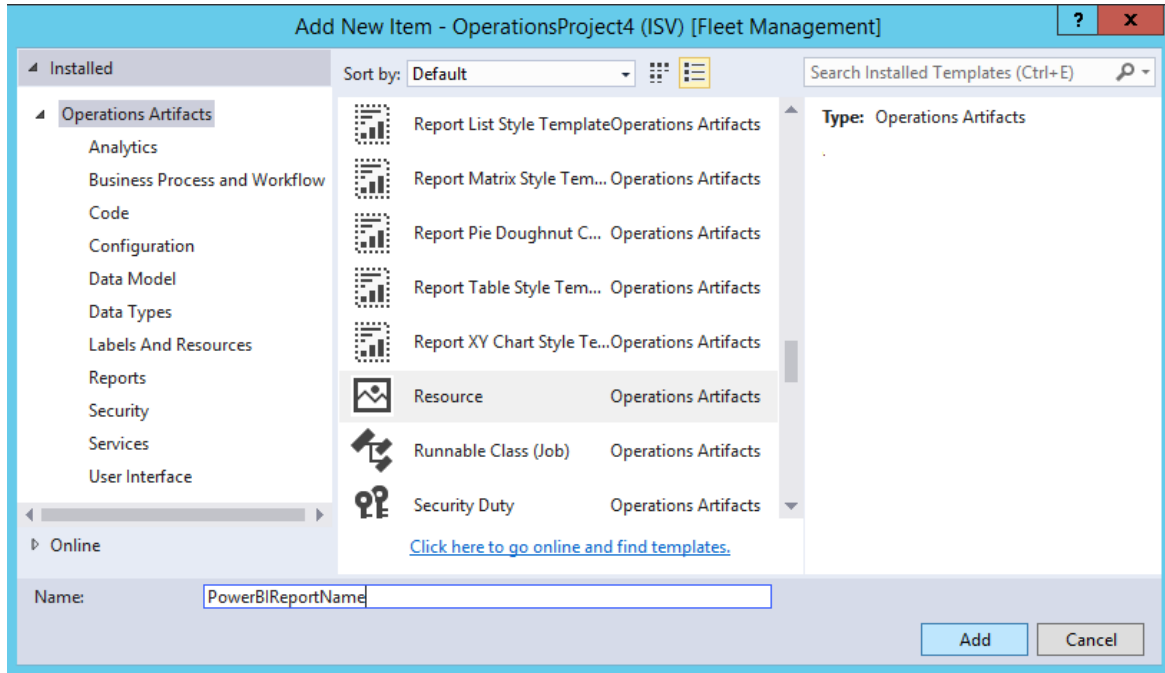 Add New Item - OperationsProject4 (ISV) [Fleet Management]
?
x
Installed
Sort by: Default
Search Installed Templates (Ctrl+E)
Operations Artifacts
Analytics
Business Process and Workflow
Code
Configuration
Data Model
Data Types
Labels And Resources
Reports
Security
Services
User Interface
Online
Report List Style Template Operations Artifacts
Report Matrix Style Tem... Operations Artifacts
Report Pie Doughnut C... Operations Artifacts
Report Table Style Tem... Operations Artifacts
Report XY Chart Style Te... Operations Artifacts
Resource Operations Artifacts
Runnable Class (Job) Operations Artifacts
Security Duty Operations Artifacts
Click here to go online and find templates.
Type: Operations Artifacts
.
Name: PowerBIReportName
Add Cancel